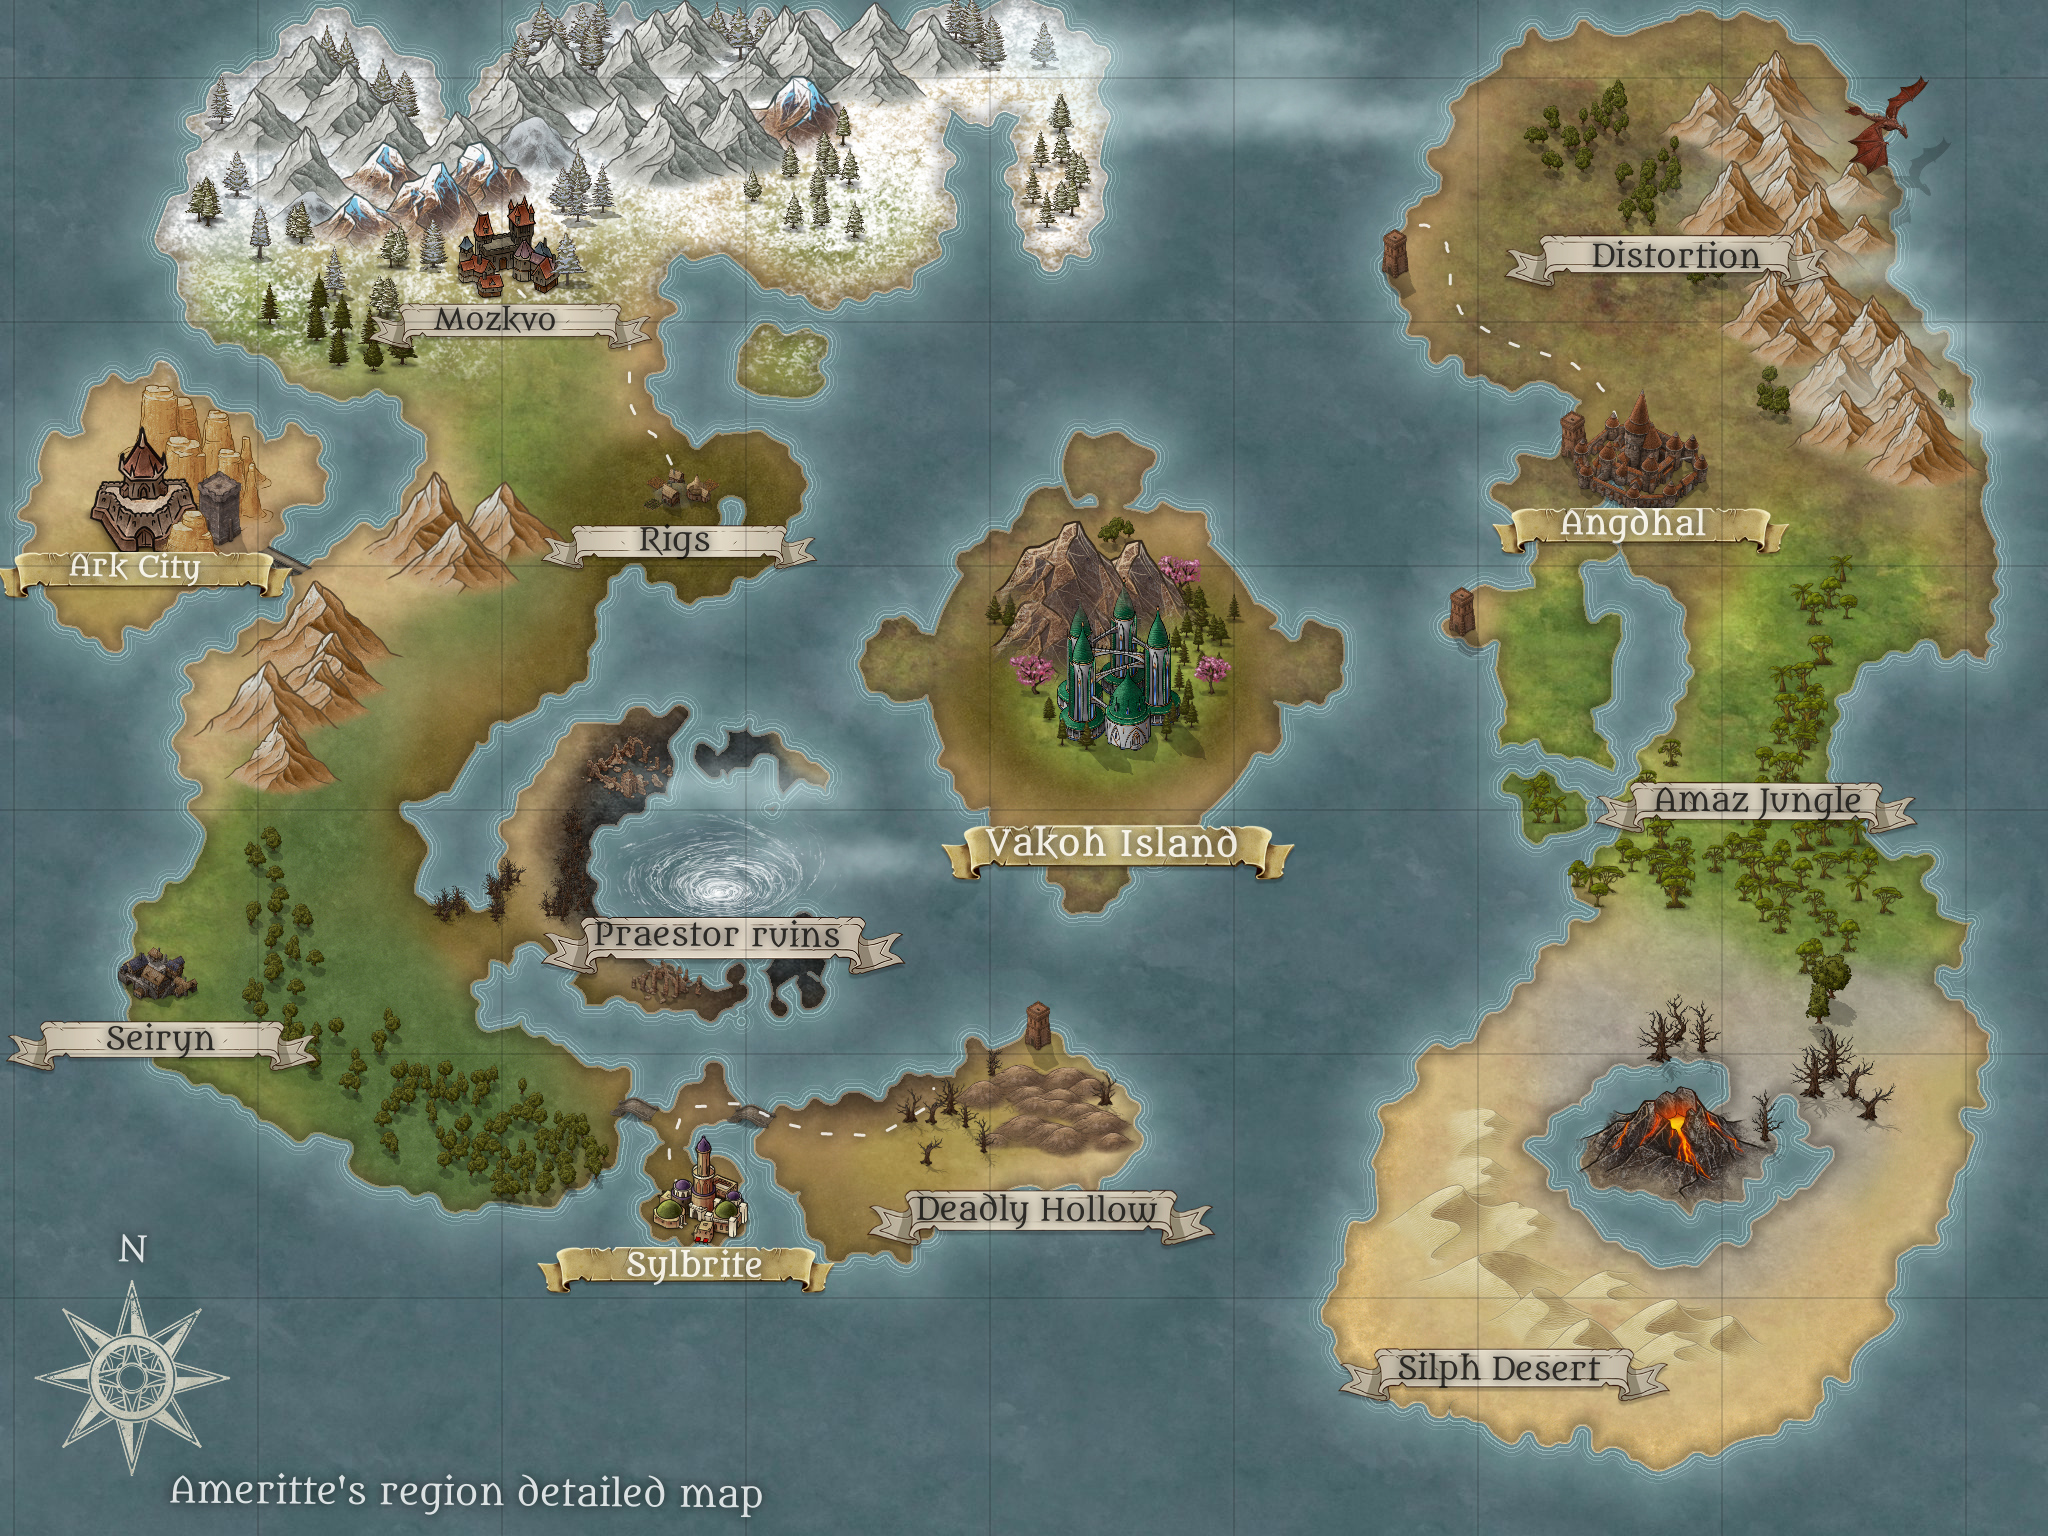 Distortion
Mozkvo
Angdhal
Rigs
Ark City
Amaz Jungle
Vakoh Island
Praestor ruins
Seiryn
Deadly Hollow
Sylbrite
N
Silph Desert
Ameritte's region detailed map